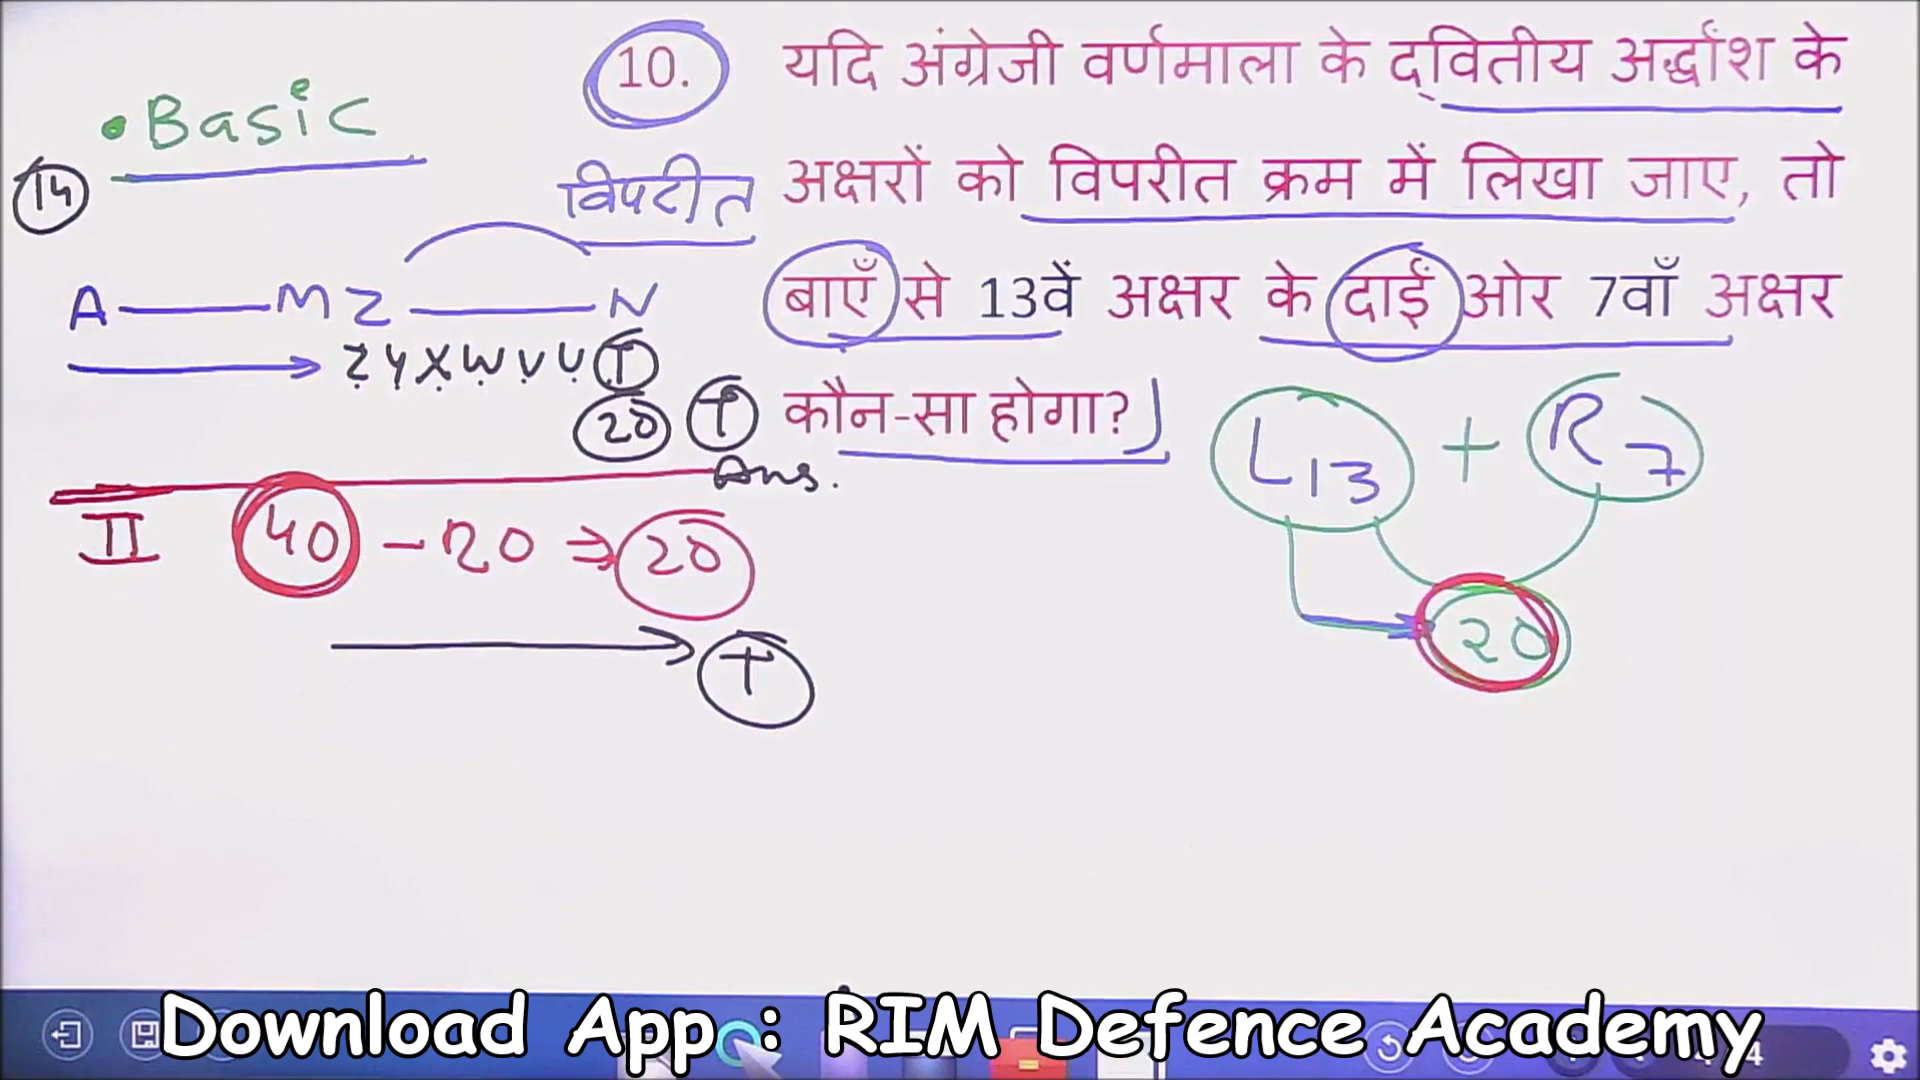 • Basic
14
10. यदि अंग्रेजी वर्णमाला के द्वितीय अर्द्धांश के
अक्षरों को विपरीत क्रम में लिखा जाए, तो
बाएँ से 13वें अक्षर के दाईं ओर 7वाँ अक्षर
कौन-सा होगा?
विपरीत
A M Z N
Z Y X W V U T
20 T
Ans.
L13 + R7
20
II 40 - 20 ⇒ 20
T
Download App : RIM Defence Academy